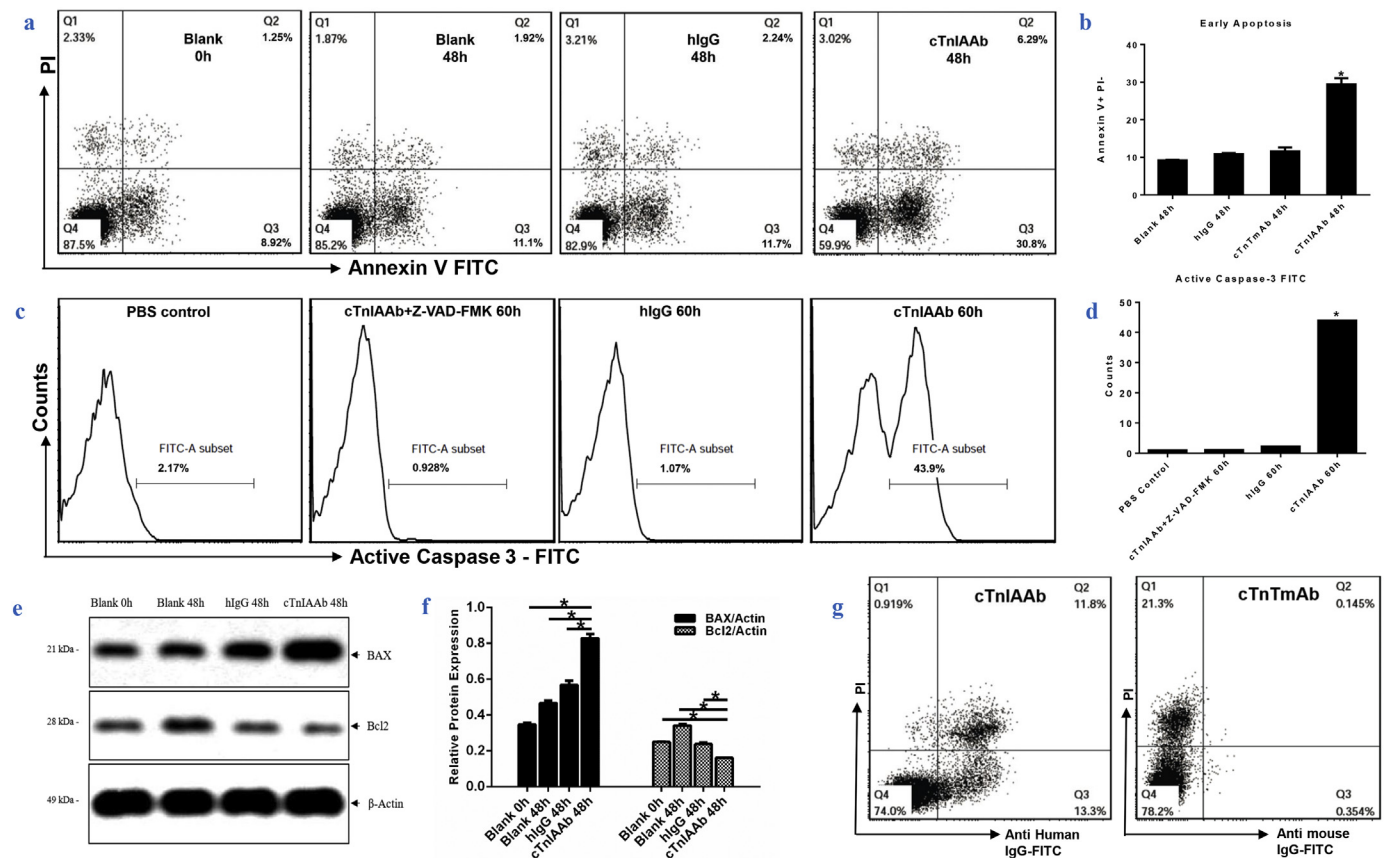 a
PI
Q1
Q2
2.33%
1.25%
Blank
0h
Q4
Q3
87.5%
8.92%
Q1
Q2
1.87%
1.92%
Blank
48h
Q4
Q3
85.2%
11.1%
Q1
Q2
3.21%
2.24%
hIgG
48h
Q4
Q3
82.9%
11.7%
Q1
Q2
3.02%
6.29%
cTnIAAb
48h
Q4
Q3
59.9%
30.8%
Annexin V FITC
b
Early Apoptosis
Annexin V+ PI-
40
30
20
10
0
*
Blank 48h
hIgG 48h
cTnTmAb 48h
cTnIAAb 48h
c
Counts
PBS control
FITC-A subset
2.17%
cTnIAAb+Z-VAD-FMK 60h
FITC-A subset
0.928%
hIgG 60h
FITC-A subset
1.07%
cTnIAAb 60h
FITC-A subset
43.9%
Active Caspase 3 - FITC
d
Active Caspase-3 FITC
Counts
50
40
30
20
10
0
*
PBS Control
cTnIAAb+Z-VAD-FMK 60h
hIgG 60h
cTnIAAb 60h
e
Blank 0h Blank 48h hIgG 48h cTnIAAb 48h
21 kDa - BAX
28 kDa - Bcl2
49 kDa - β-Actin
f
Relative Protein Expression
1.0
0.8
0.6
0.4
0.2
0.0
*
*
*
*
*
*
BAX/Actin
Bcl2/Actin
Blank 0h
Blank 48h
hIgG 48h
cTnIAAb 48h
Blank 0h
Blank 48h
hIgG 48h
cTnIAAb 48h
g
PI
Q1
Q2
0.919%
11.8%
cTnIAAb
Q4
Q3
74.0%
13.3%
Anti Human
IgG-FITC
PI
Q1
Q2
21.3%
0.145%
cTnTmAb
Q4
Q3
78.2%
0.354%
Anti mouse
IgG-FITC